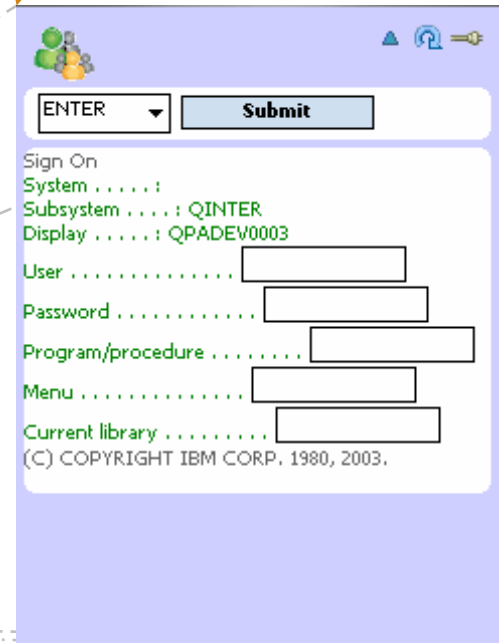 ENTER Submit
Sign On
System . . . . . :
Subsystem . . . . : QINTER
Display . . . . . : QPADEV0003
User . . . . . . . . . . . . . .
Password . . . . . . . . . . . .
Program/procedure . . . . . . . .
Menu . . . . . . . . . . . . . .
Current library . . . . . . . . .
(C) COPYRIGHT IBM CORP. 1980, 2003.